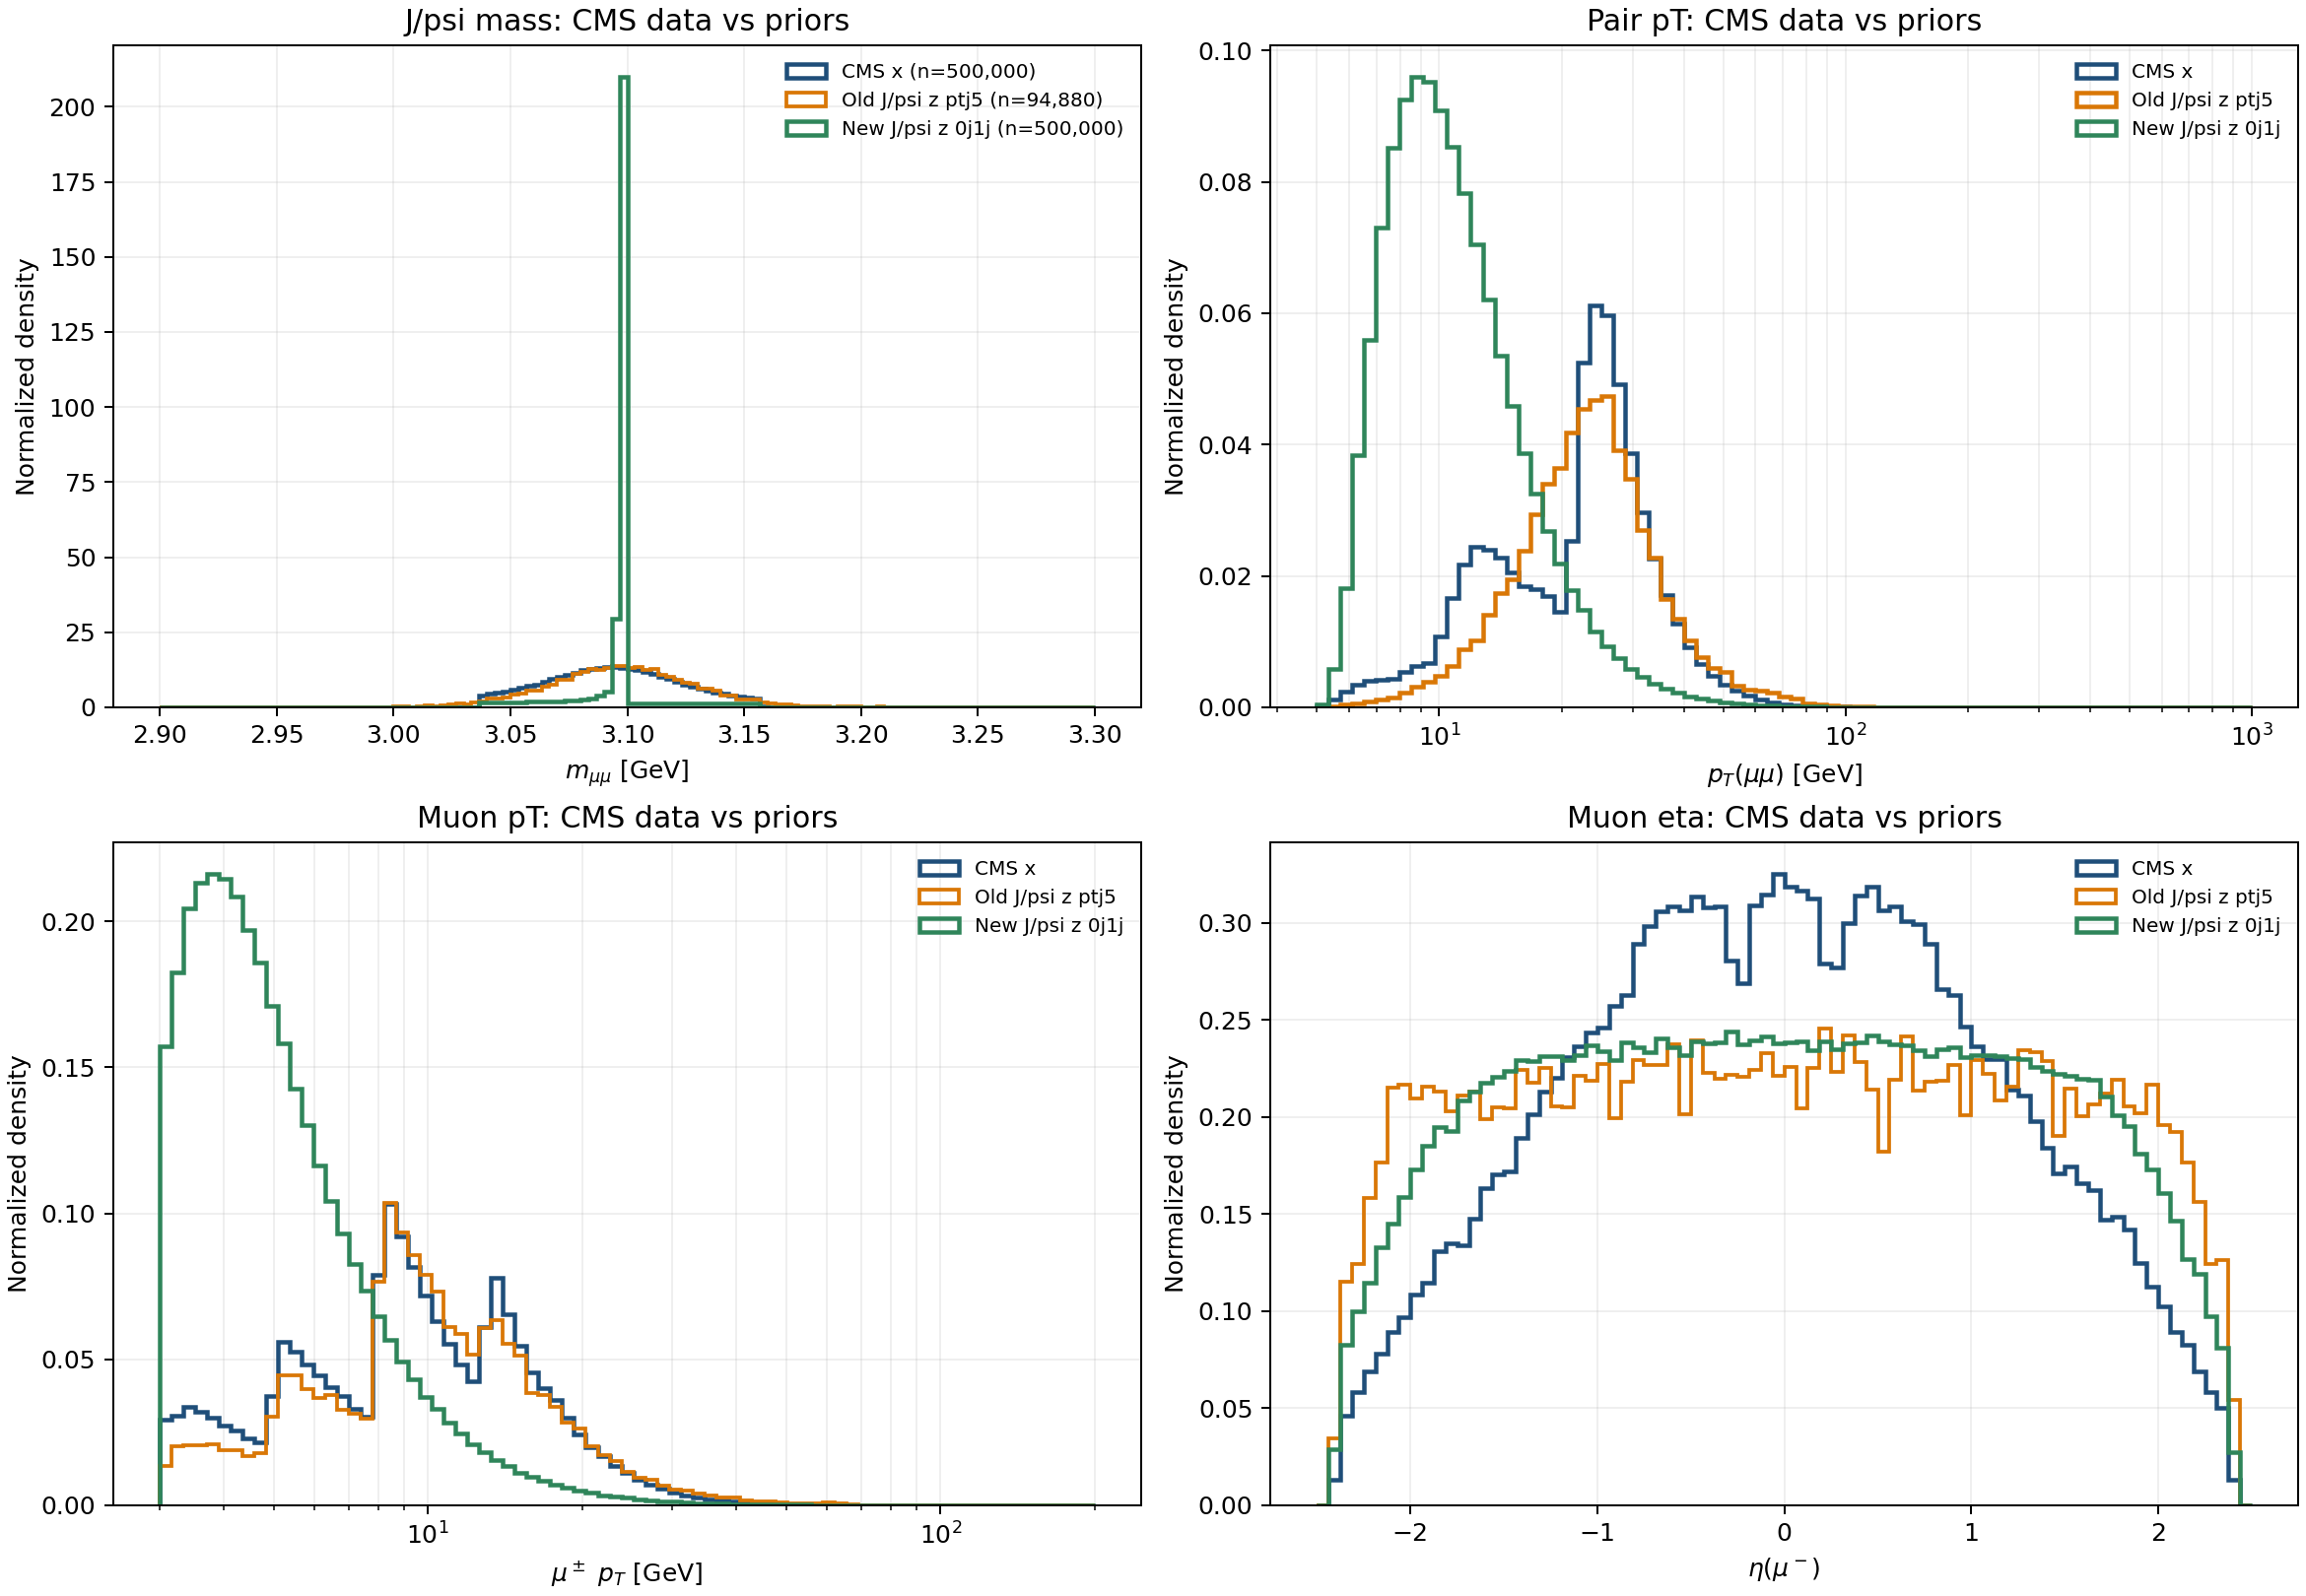 J/psi mass: CMS data vs priors
Normalized density
200
175
150
125
100
75
50
25
0
CMS x (n=500,000)
Old J/psi z ptj5 (n=94,880)
New J/psi z 0j1j (n=500,000)
2.90 2.95 3.00 3.05 3.10 3.15 3.20 3.25 3.30
mμμ [GeV]
Pair pT: CMS data vs priors
Normalized density
0.10
0.08
0.06
0.04
0.02
0.00
CMS x
Old J/psi z ptj5
New J/psi z 0j1j
10¹ 10² 10³
pT(μμ) [GeV]
Muon pT: CMS data vs priors
Normalized density
0.20
0.15
0.10
0.05
0.00
CMS x
Old J/psi z ptj5
New J/psi z 0j1j
10¹ 10²
μ± pT [GeV]
Muon eta: CMS data vs priors
Normalized density
0.30
0.25
0.20
0.15
0.10
0.05
0.00
CMS x
Old J/psi z ptj5
New J/psi z 0j1j
−2 −1 0 1 2
η(μ⁻)